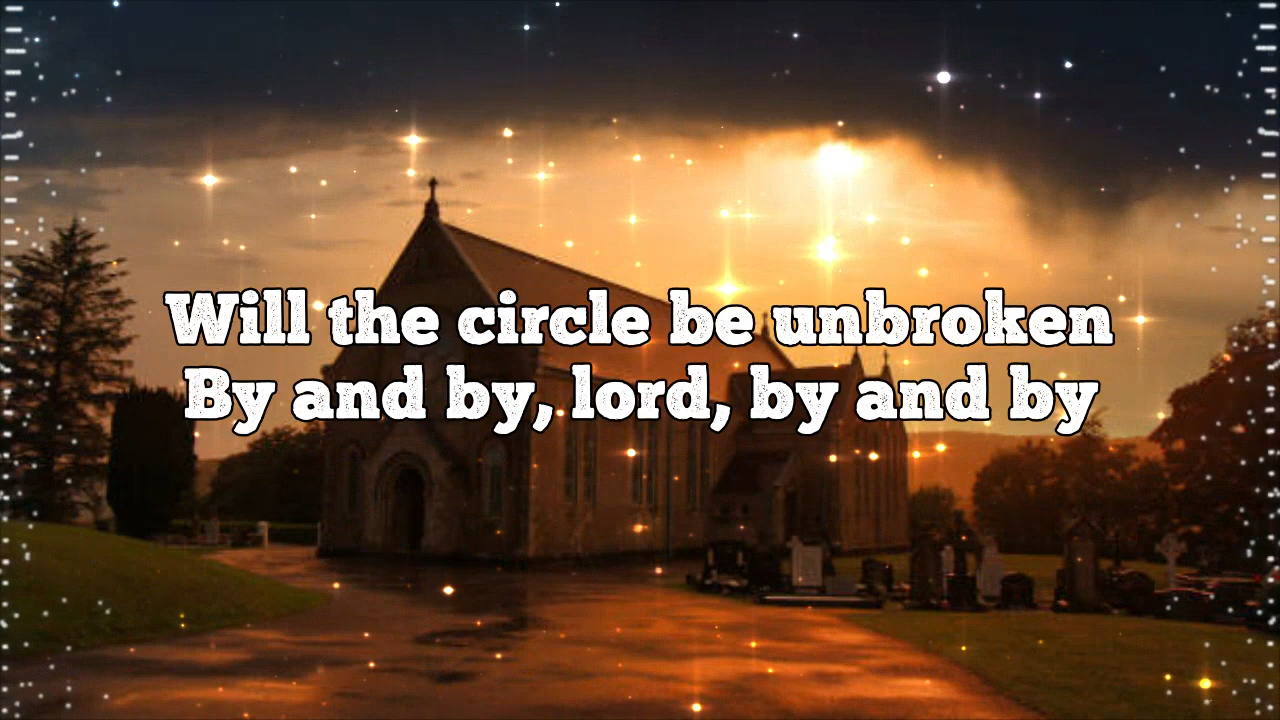 Will the circle be unbroken
By and by, lord, by and by